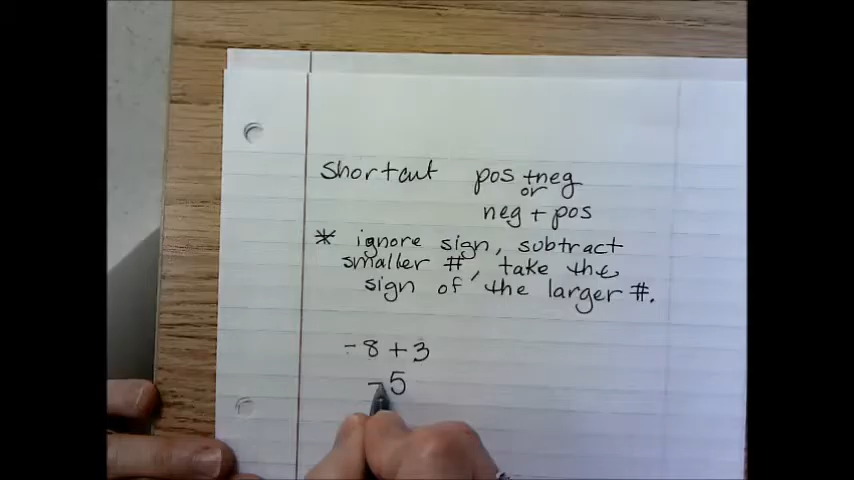 shortcut pos + neg
or
neg + pos
* ignore sign, subtract
smaller #, take the
sign of the larger #.
-8 + 3
-5